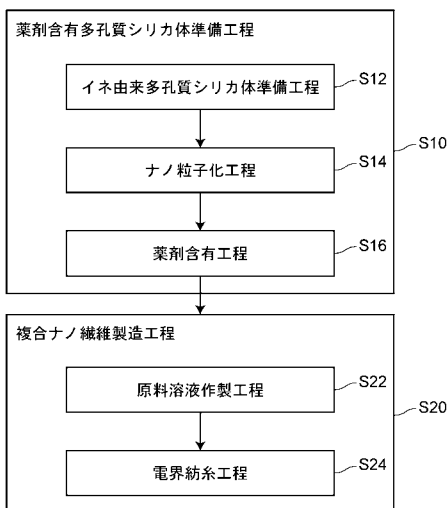 薬剤含有多孔質シリカ体準備工程
イネ由来多孔質シリカ体準備工程
S12
S10
ナノ粒子化工程
S14
薬剤含有工程
S16
複合ナノ繊維製造工程
原料溶液作製工程
S22
S20
電界紡糸工程
S24